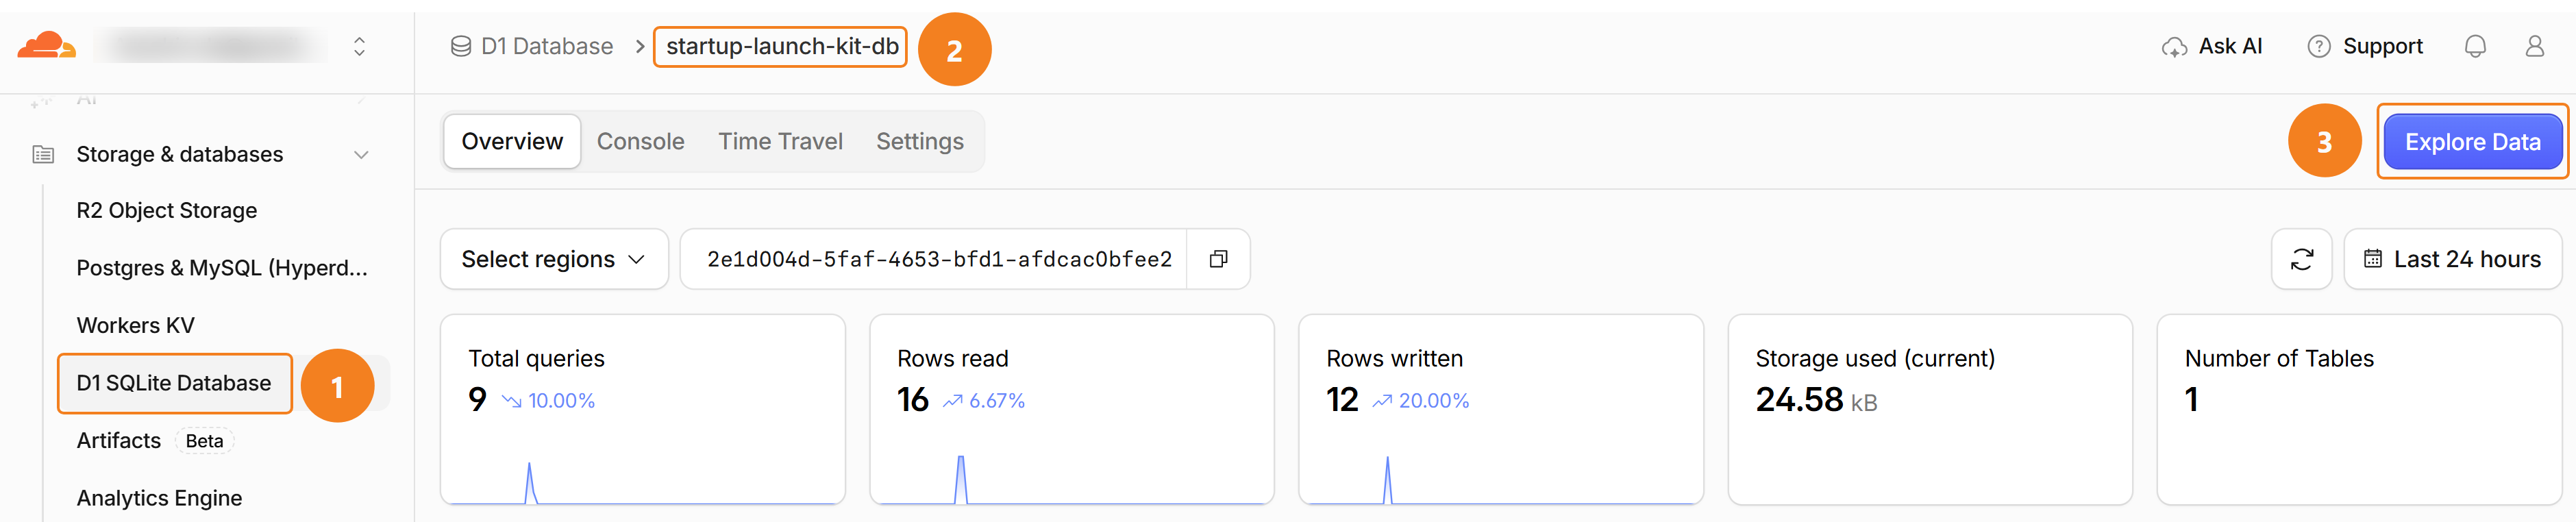 D1 Database > startup-launch-kit-db
2
Ask AI
Support
AI
Storage & databases
R2 Object Storage
Postgres & MySQL (Hyperd...
Workers KV
D1 SQLite Database
1
Artifacts Beta
Analytics Engine
Overview Console Time Travel Settings
3
Explore Data
Select regions
2e1d004d-5faf-4653-bfd1-afdcac0bfee2
Last 24 hours
Total queries
9 10.00%
Rows read
16 6.67%
Rows written
12 20.00%
Storage used (current)
24.58 kB
Number of Tables
1